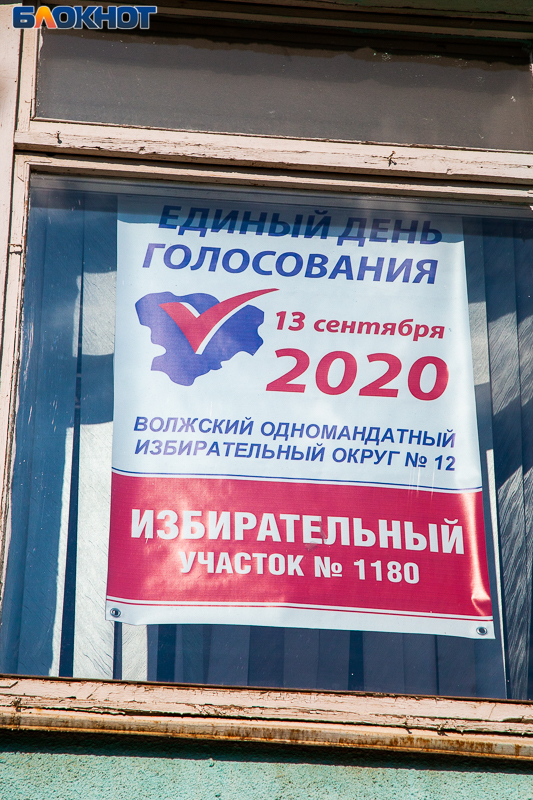 БЛОКНОТ
ЕДИНЫЙ ДЕНЬ
ГОЛОСОВАНИЯ
13 сентября
2020
ВОЛЖСКИЙ ОДНОМАНДАТНЫЙ
ИЗБИРАТЕЛЬНЫЙ ОКРУГ № 12
ИЗБИРАТЕЛЬНЫЙ
УЧАСТОК № 1180